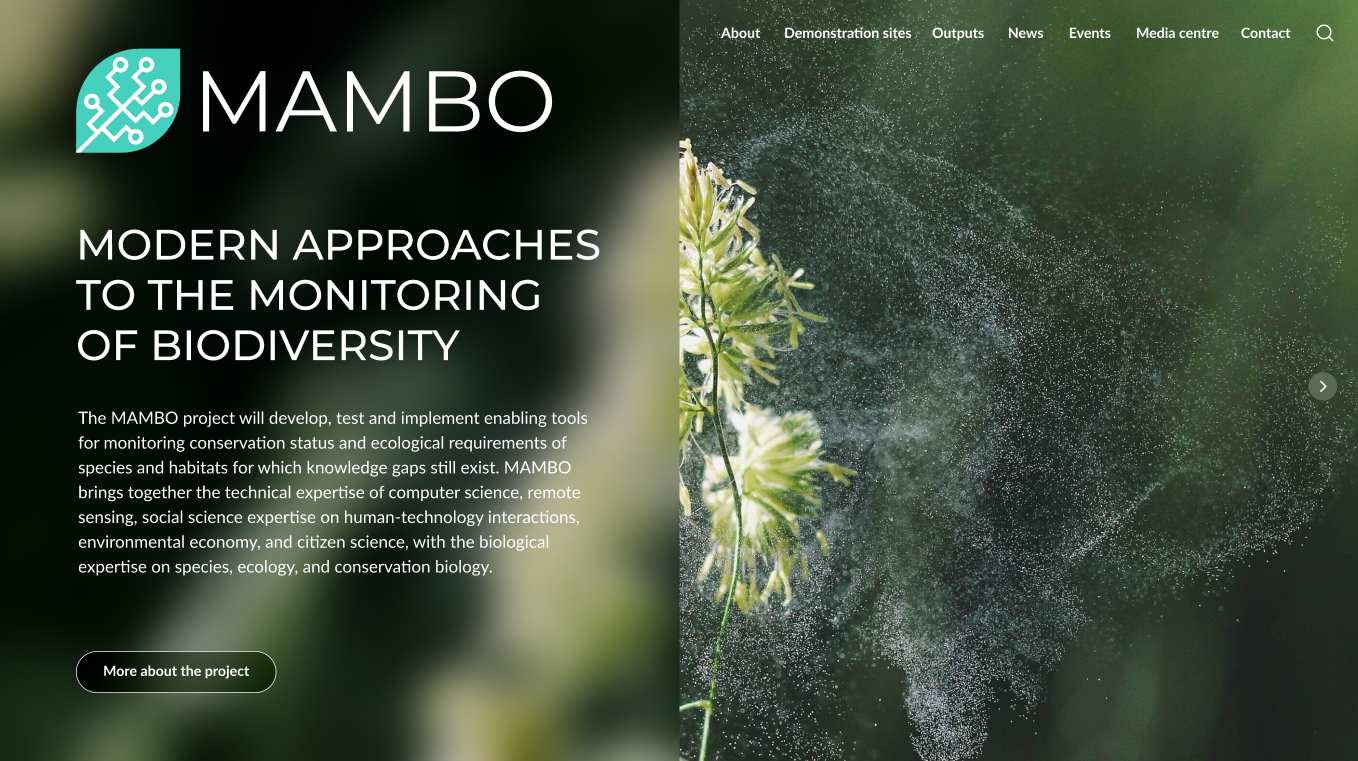 About Demonstration sites Outputs News Events Media centre Contact
MAMBO
MODERN APPROACHES
TO THE MONITORING
OF BIODIVERSITY
The MAMBO project will develop, test and implement enabling tools
for monitoring conservation status and ecological requirements of
species and habitats for which knowledge gaps still exist. MAMBO
brings together the technical expertise of computer science, remote
sensing, social science expertise on human-technology interactions,
environmental economy, and citizen science, with the biological
expertise on species, ecology, and conservation biology.
More about the project